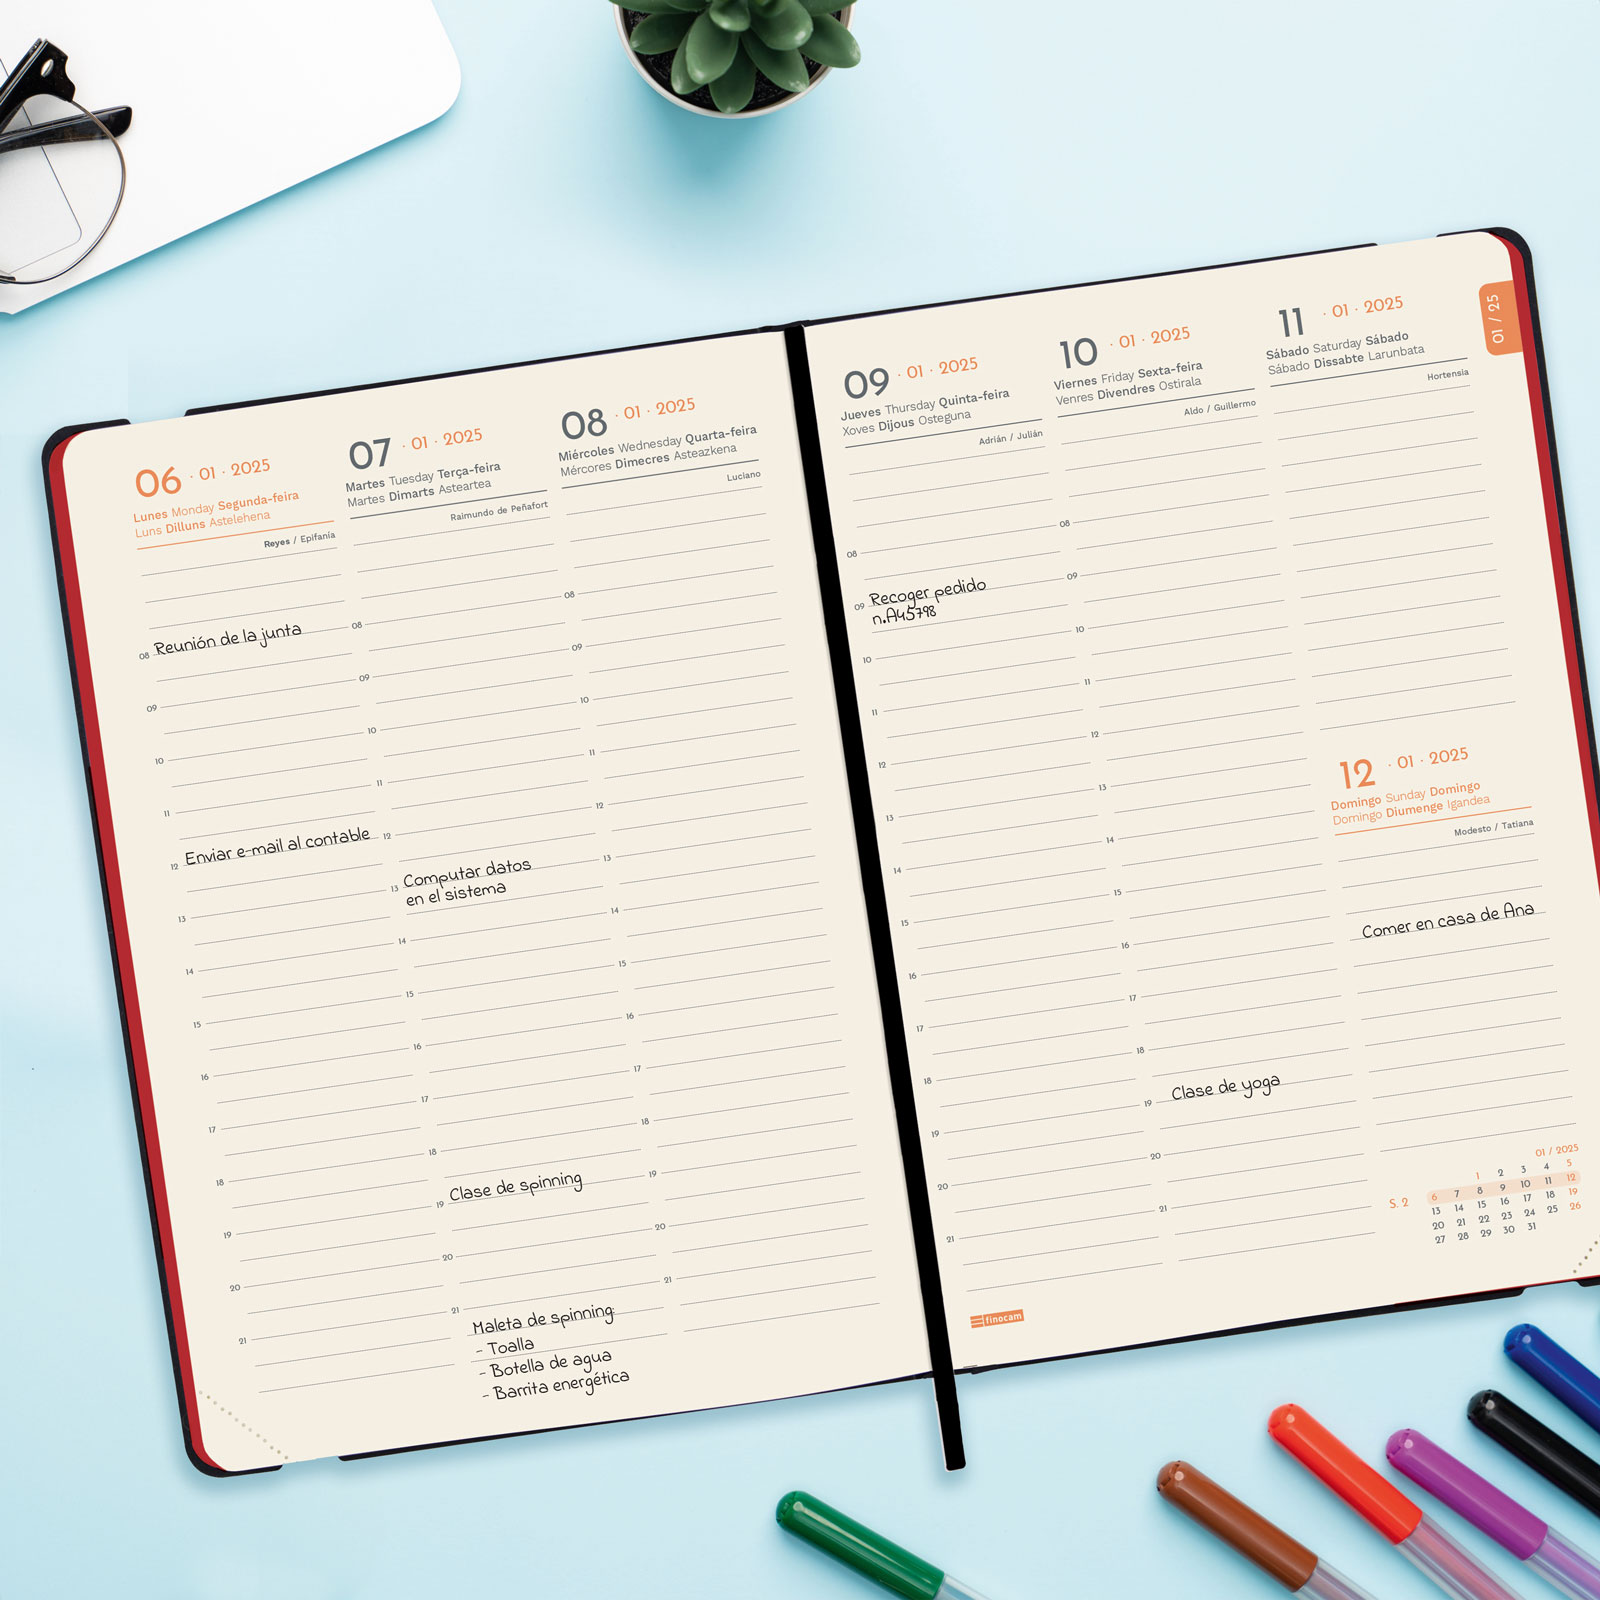 06 · 01 · 2025
Lunes Monday Segunda-feira
Luns Dilluns Astelehena
Reyes / Epifanía
08 Reunión de la junta
09
10
11
12 Enviar e-mail al contable
13
14
15
16
17
18
19
20
21
07 · 01 · 2025
Martes Tuesday Terça-feira
Martes Dimarts Asteartea
Raimundo de Peñafort
08
09
10
11
12
13 Computar datos
en el sistema
14
15
16
17
18
19 Clase de spinning
20
21
Maleta de spinning:
- Toalla
- Botella de agua
- Barrita energética
08 · 01 · 2025
Miércoles Wednesday Quarta-feira
Mércores Dimecres Asteazkena
Luciano
08
09
10
11
12
13
14
15
16
17
18
19
20
21
09 · 01 · 2025
Jueves Thursday Quinta-feira
Xoves Dijous Osteguna
Adrián / Julián
08
09 Recoger pedido
n.A45798
10
11
12
13
14
15
16
17
18
19
20
21
finocam
10 · 01 · 2025
Viernes Friday Sexta-feira
Venres Divendres Ostirala
Aldo / Guillermo
08
09
10
11
12
13
14
15
16
17
18
19 Clase de yoga
20
21
11 · 01 · 2025
Sábado Saturday Sábado
Sábado Dissabte Larunbata
Hortensia
01 / 25
12 · 01 · 2025
Domingo Sunday Domingo
Domingo Diumenge Igandea
Modesto / Tatiana
Comer en casa de Ana
01 / 2025
1 2 3 4 5
S. 2 6 7 8 9 10 11 12
13 14 15 16 17 18 19
20 21 22 23 24 25 26
27 28 29 30 31